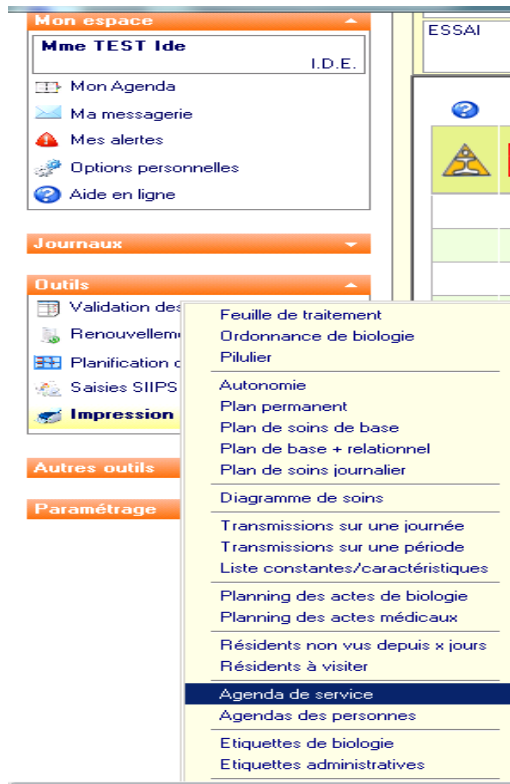 Mon espace
Mme TEST Ide
I.D.E.
Mon Agenda
Ma messagerie
Mes alertes
Options personnelles
Aide en ligne
Journaux
Outils
Validation des
Renouvellem
Planification
Saisies SIIPS
Impression
Autres outils
Paramétrage
ESSAI
Feuille de traitement
Ordonnance de biologie
Pilulier
Autonomie
Plan permanent
Plan de soins de base
Plan de base + relationnel
Plan de soins journalier
Diagramme de soins
Transmissions sur une journée
Transmissions sur une période
Liste constantes/caractéristiques
Planning des actes de biologie
Planning des actes médicaux
Résidents non vus depuis x jours
Résidents à visiter
Agenda de service
Agendas des personnes
Etiquettes de biologie
Etiquettes administratives